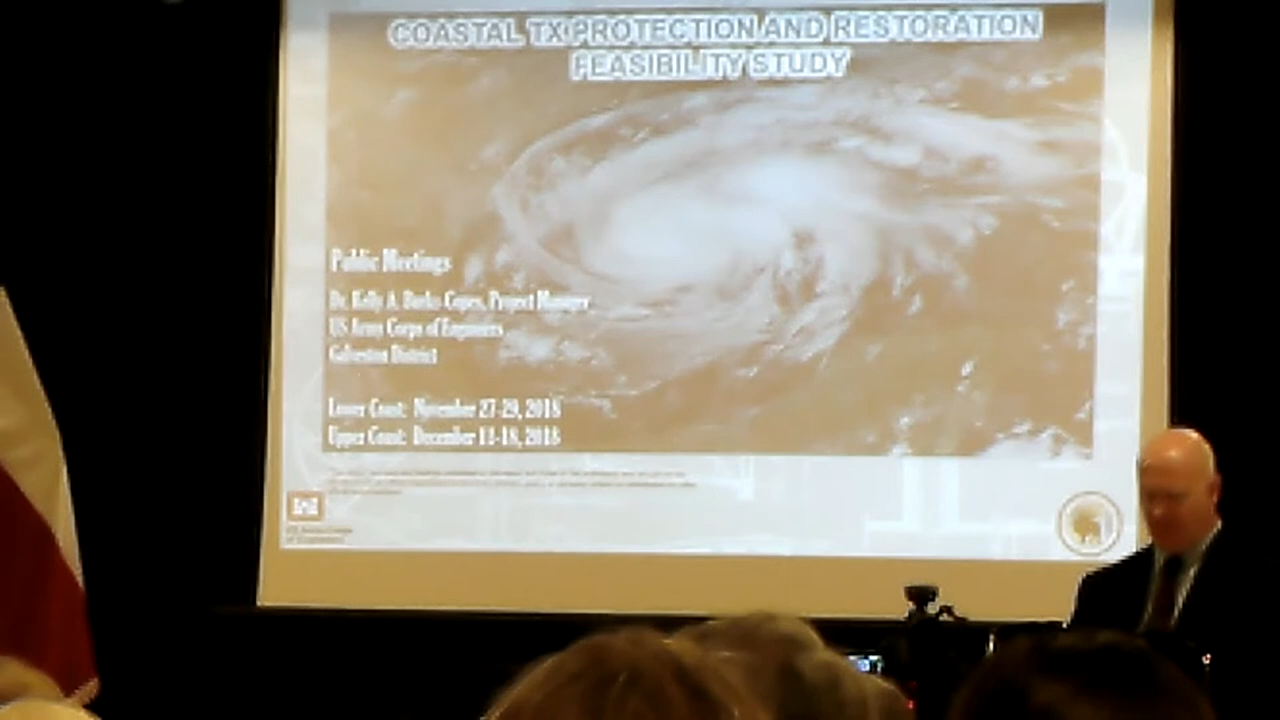 COASTAL TX PROTECTION AND RESTORATION
FEASIBILITY STUDY
Public Meetings
Dr. Kelly A. Burks-Copes, Project Manager
US Army Corps of Engineers
Galveston District
Lower Coast: November 27-29, 2018
Upper Coast: December 11-18, 2018